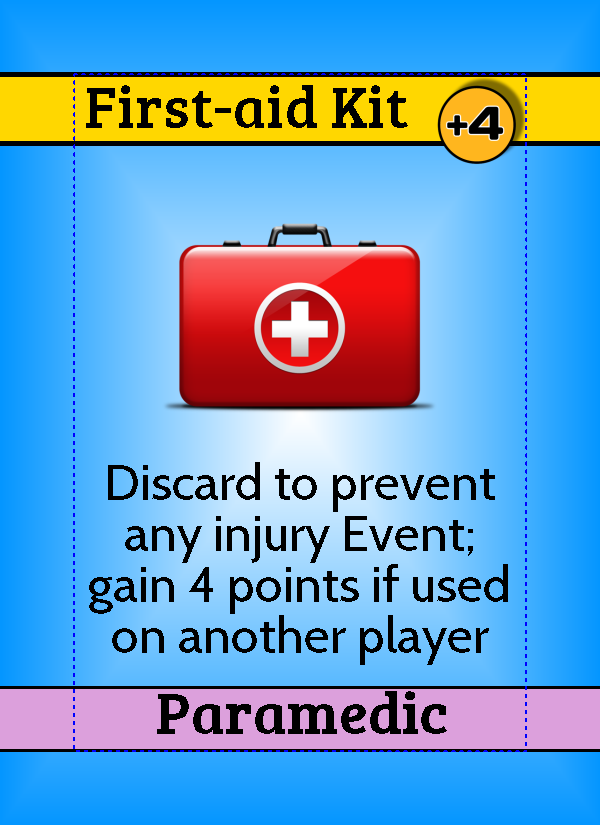 First-aid Kit
+4
Discard to prevent
any injury Event;
gain 4 points if used
on another player
Paramedic